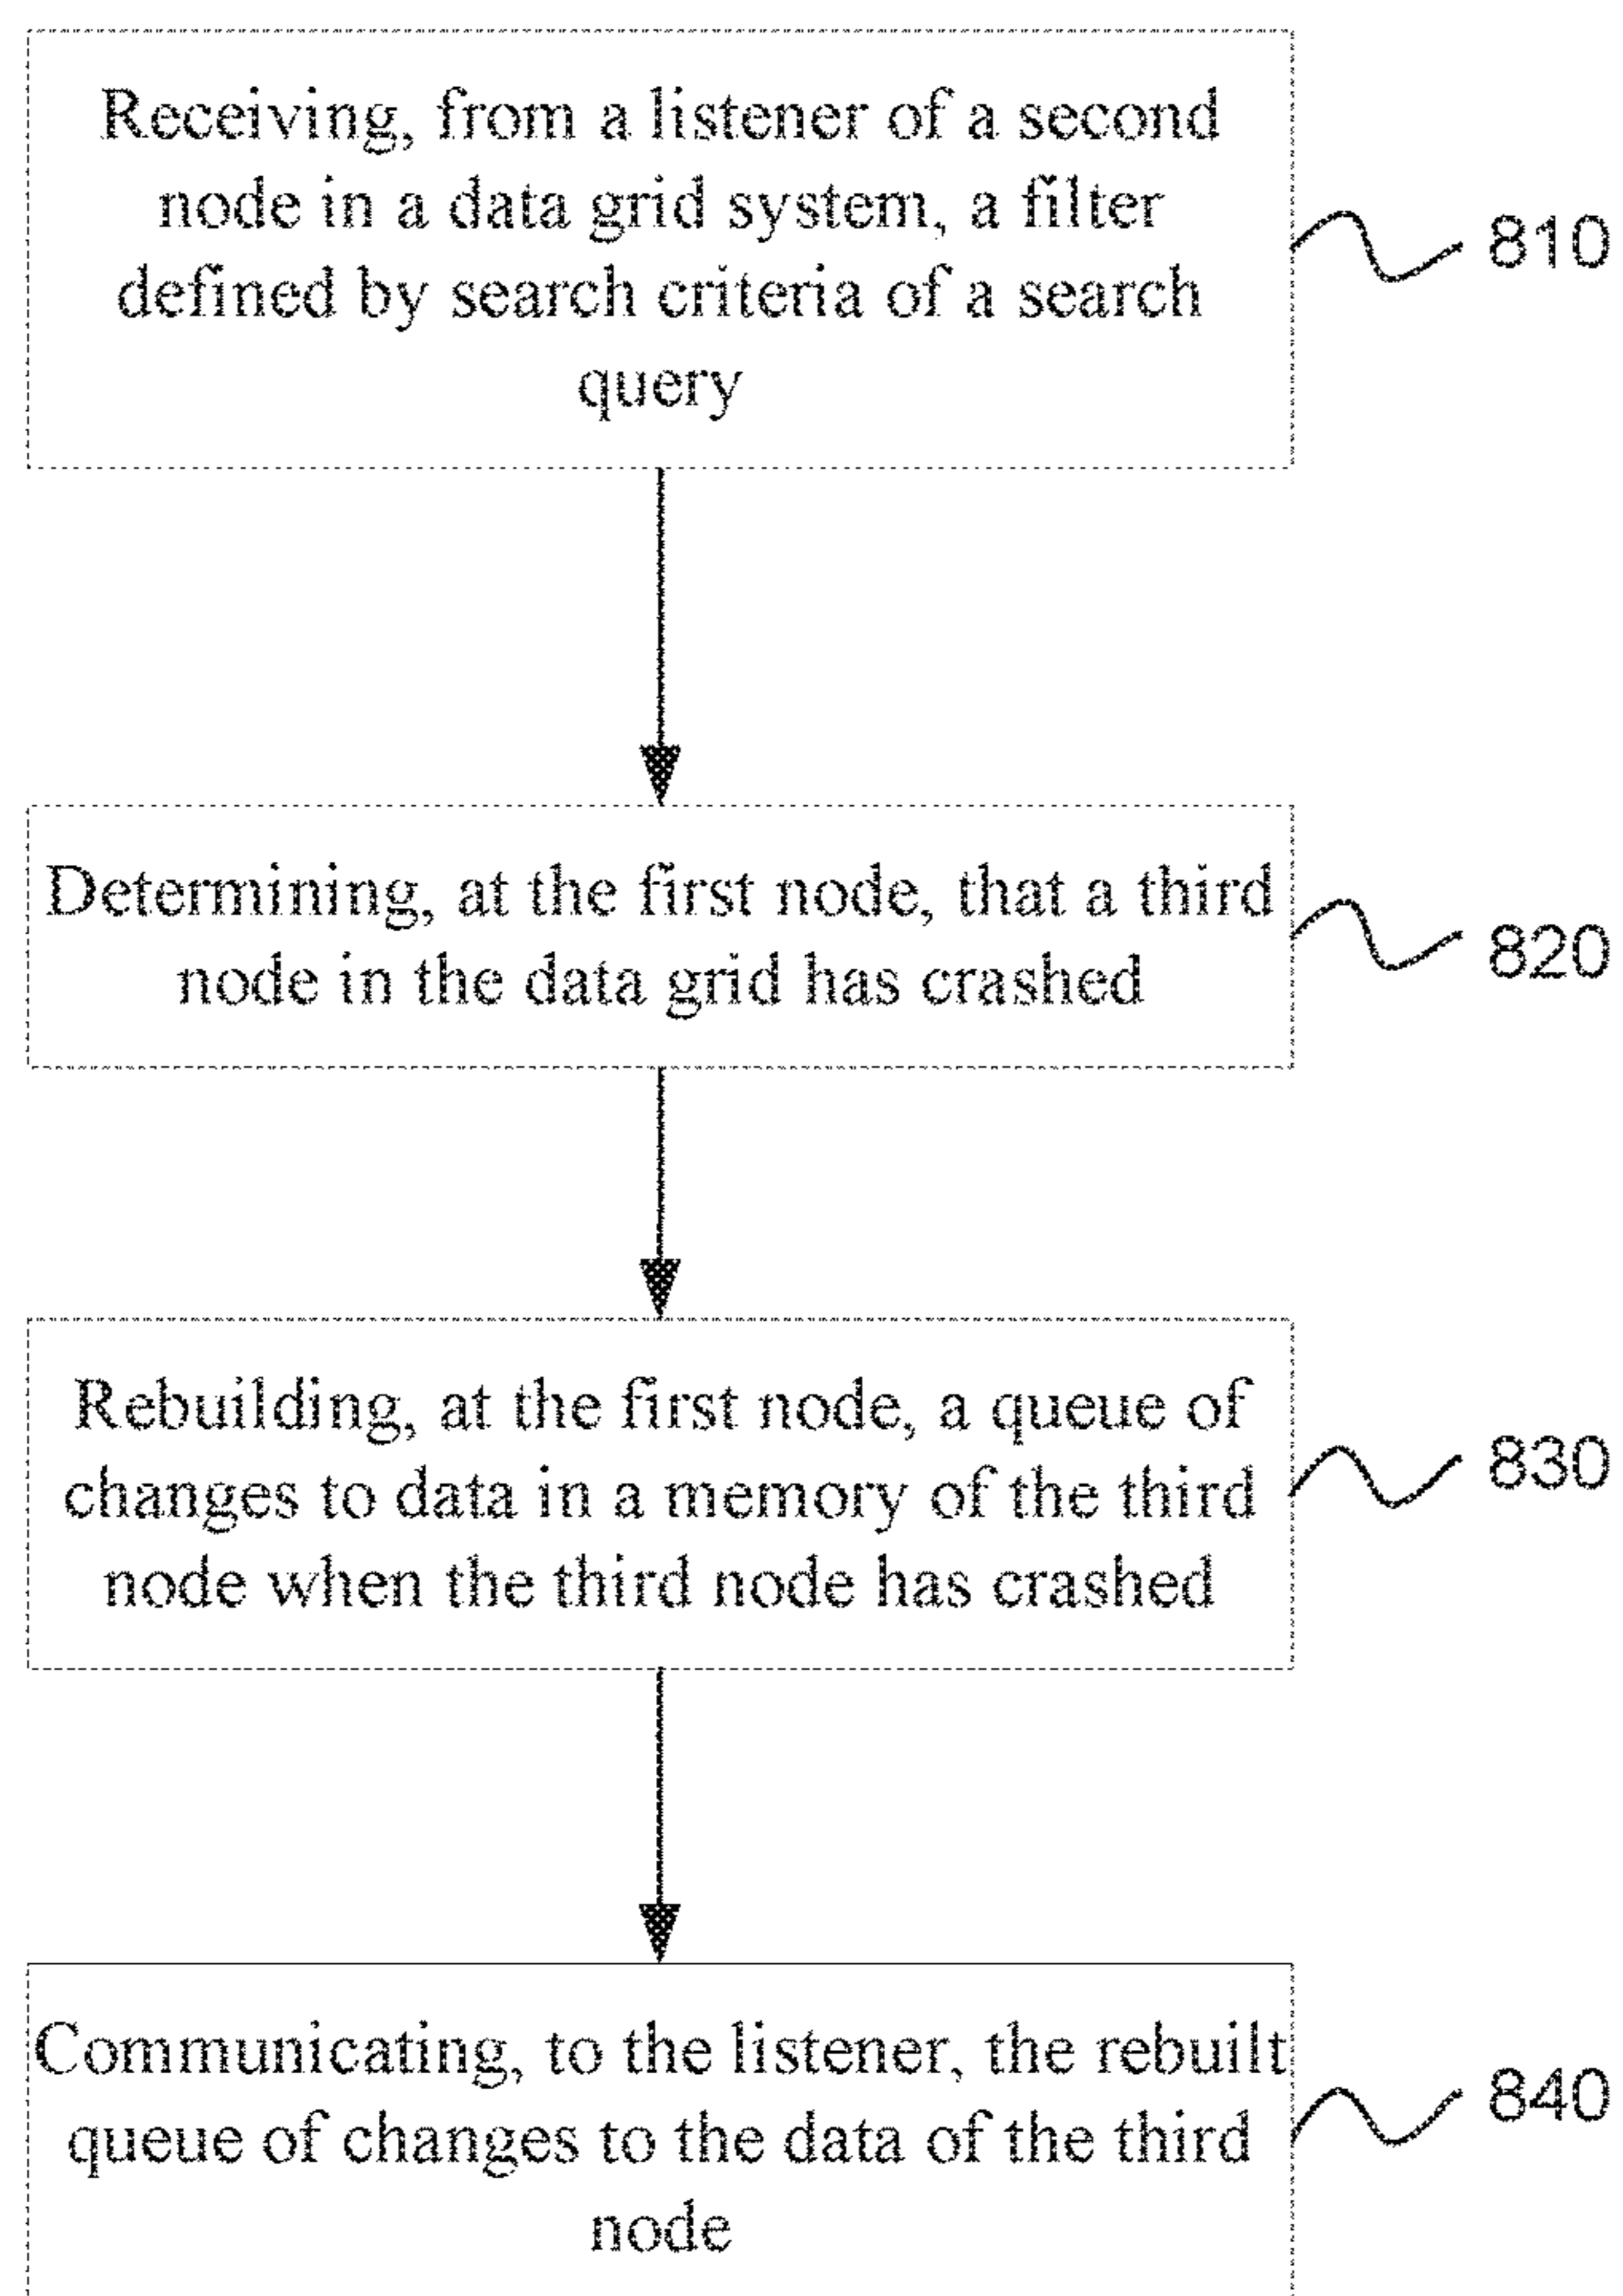 Receiving, from a listener of a second
node in a data grid system, a filter
defined by search criteria of a search
query
810
Determining, at the first node, that a third
node in the data grid has crashed
820
Rebuilding, at the first node, a queue of
changes to data in a memory of the third
node when the third node has crashed
830
Communicating, to the listener, the rebuilt
queue of changes to the data of the third
node
840